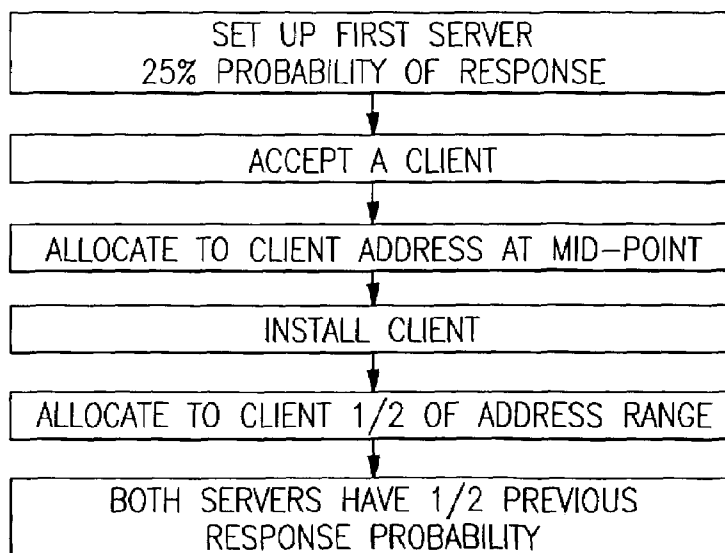 SET UP FIRST SERVER
25% PROBABILITY OF RESPONSE
ACCEPT A CLIENT
ALLOCATE TO CLIENT ADDRESS AT MID-POINT
INSTALL CLIENT
ALLOCATE TO CLIENT 1/2 OF ADDRESS RANGE
BOTH SERVERS HAVE 1/2 PREVIOUS
RESPONSE PROBABILITY